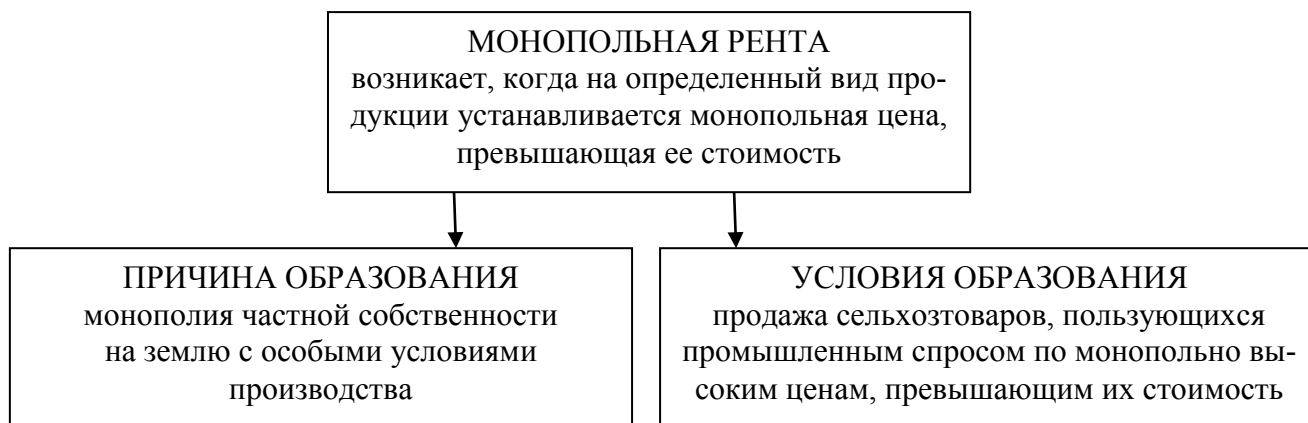 МОНОПОЛЬНАЯ РЕНТА
возникает, когда на определенный вид про-
дукции устанавливается монопольная цена,
превышающая ее стоимость
ПРИЧИНА ОБРАЗОВАНИЯ
монополия частной собственности
на землю с особыми условиями
производства
УСЛОВИЯ ОБРАЗОВАНИЯ
продажа сельхозтоваров, пользующихся
промышленным спросом по монопольно вы-
соким ценам, превышающим их стоимость